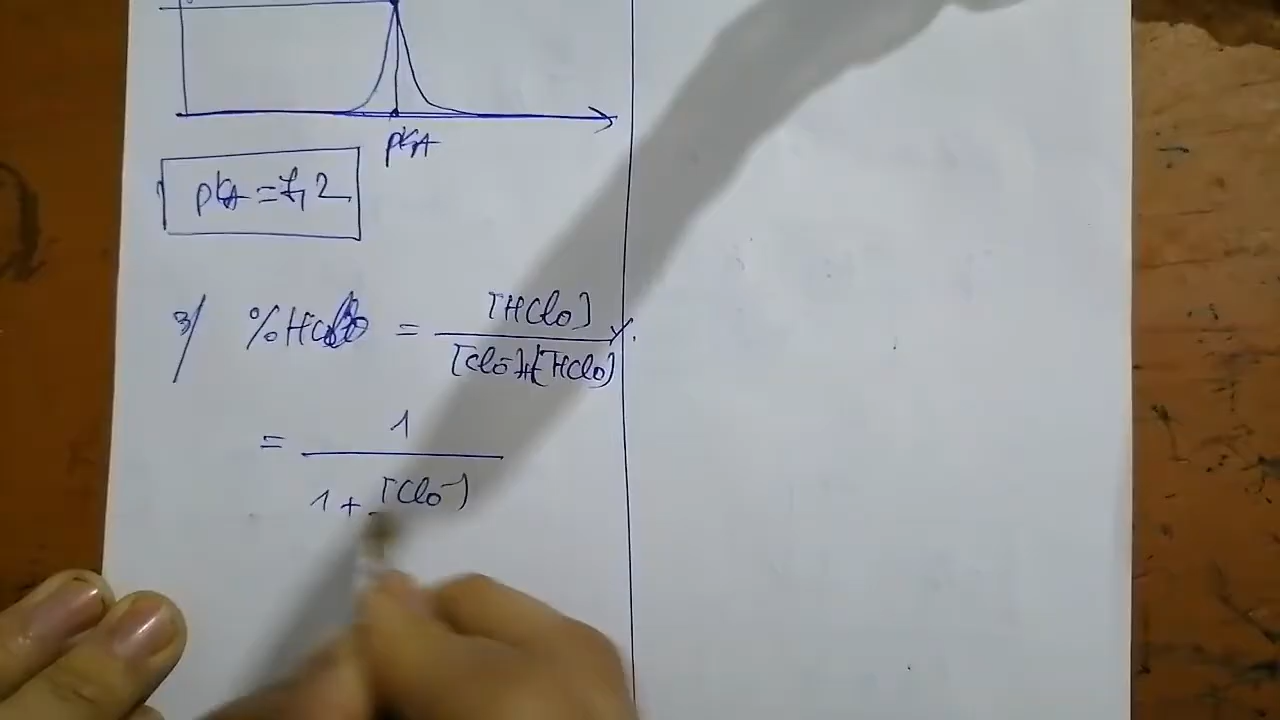 pKA
pKA = 7,2
3/ %HClO = [HClO] / [ClO⁻]+[HClO]
= 1 / 1 + [ClO⁻]